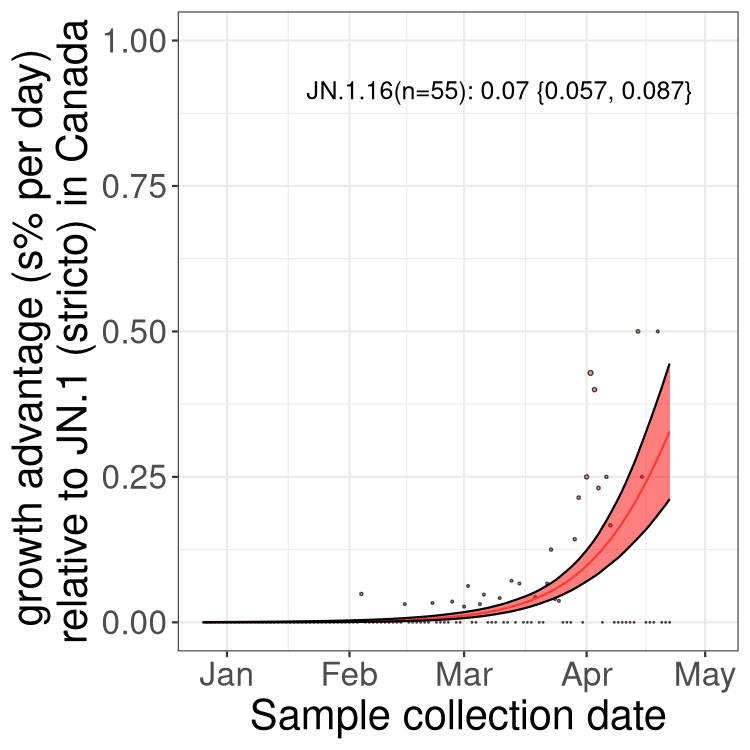 growth advantage (s% per day)
relative to JN.1 (stricto) in Canada
1.00
0.75
0.50
0.25
0.00
JN.1.16(n=55): 0.07 {0.057, 0.087}
Jan Feb Mar Apr May
Sample collection date